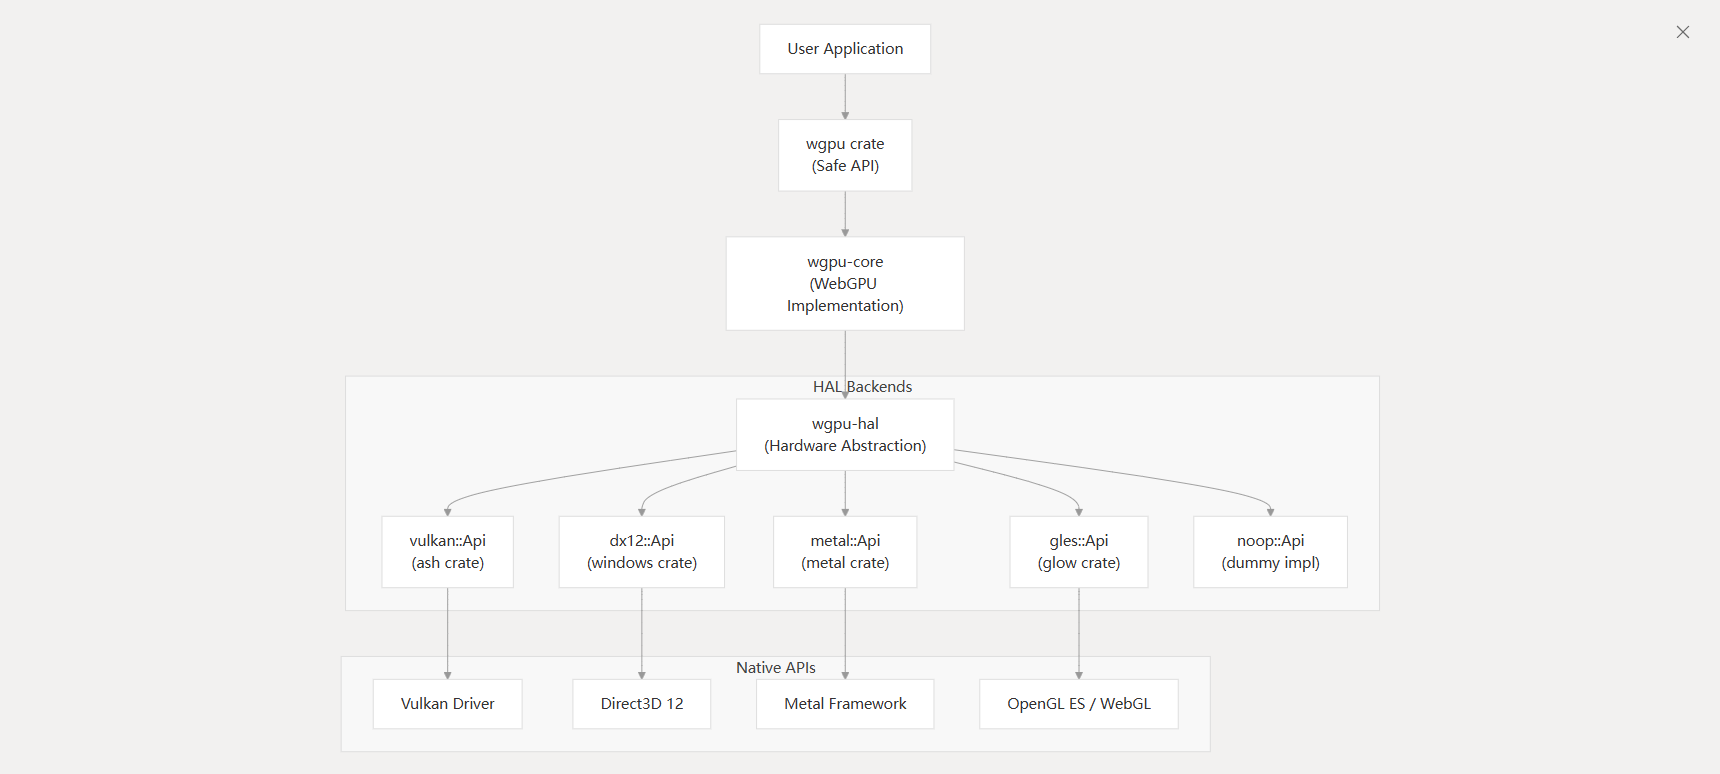 User Application
wgpu crate
(Safe API)
wgpu-core
(WebGPU
Implementation)
HAL Backends
wgpu-hal
(Hardware Abstraction)
vulkan::Api
(ash crate)
dx12::Api
(windows crate)
metal::Api
(metal crate)
gles::Api
(glow crate)
noop::Api
(dummy impl)
Native APIs
Vulkan Driver
Direct3D 12
Metal Framework
OpenGL ES / WebGL